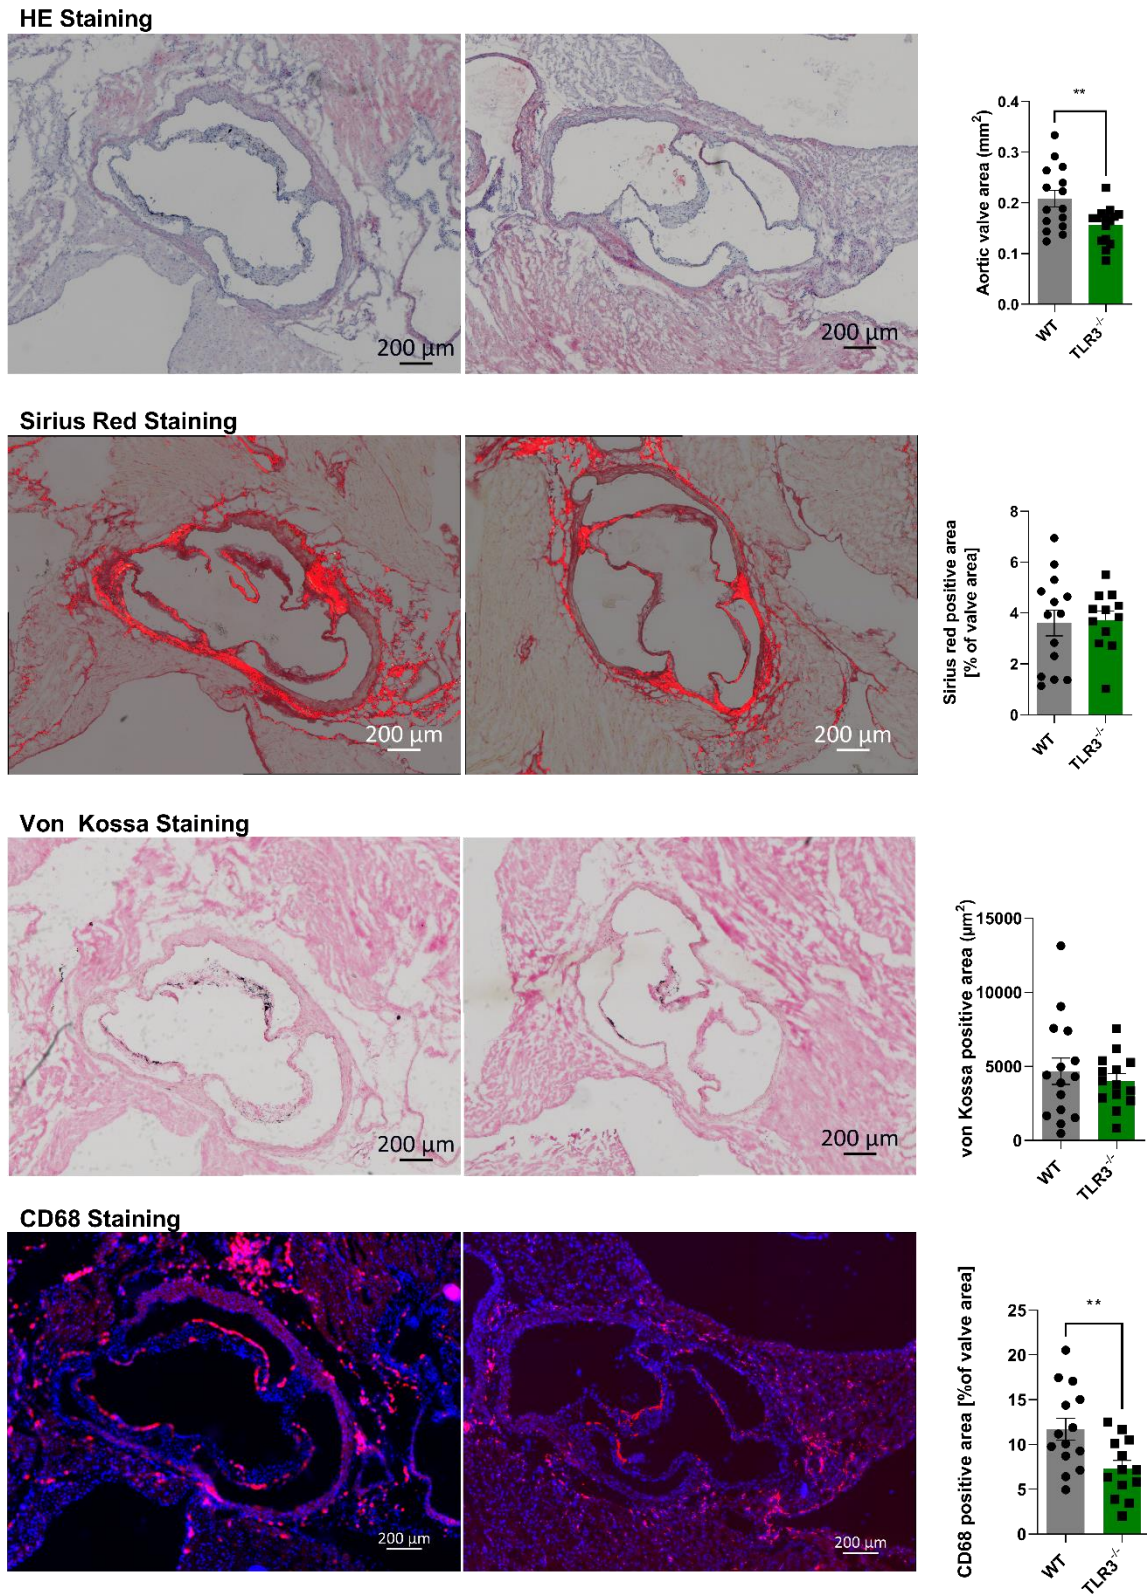 HE Staining
200 µm
200 µm
Aortic valve area (mm²)
**
0.4
0.3
0.2
0.1
0.0
WT
TLR3-/-
Sirius Red Staining
200 µm
200 µm
Sirius red positive area
[% of valve area]
8
6
4
2
0
WT
TLR3-/-
Von Kossa Staining
200 µm
200 µm
von Kossa positive area (µm²)
15000
10000
5000
0
WT
TLR3-/-
CD68 Staining
200 µm
200 µm
CD68 positive area [%of valve area]
**
25
20
15
10
5
0
WT
TLR3-/-